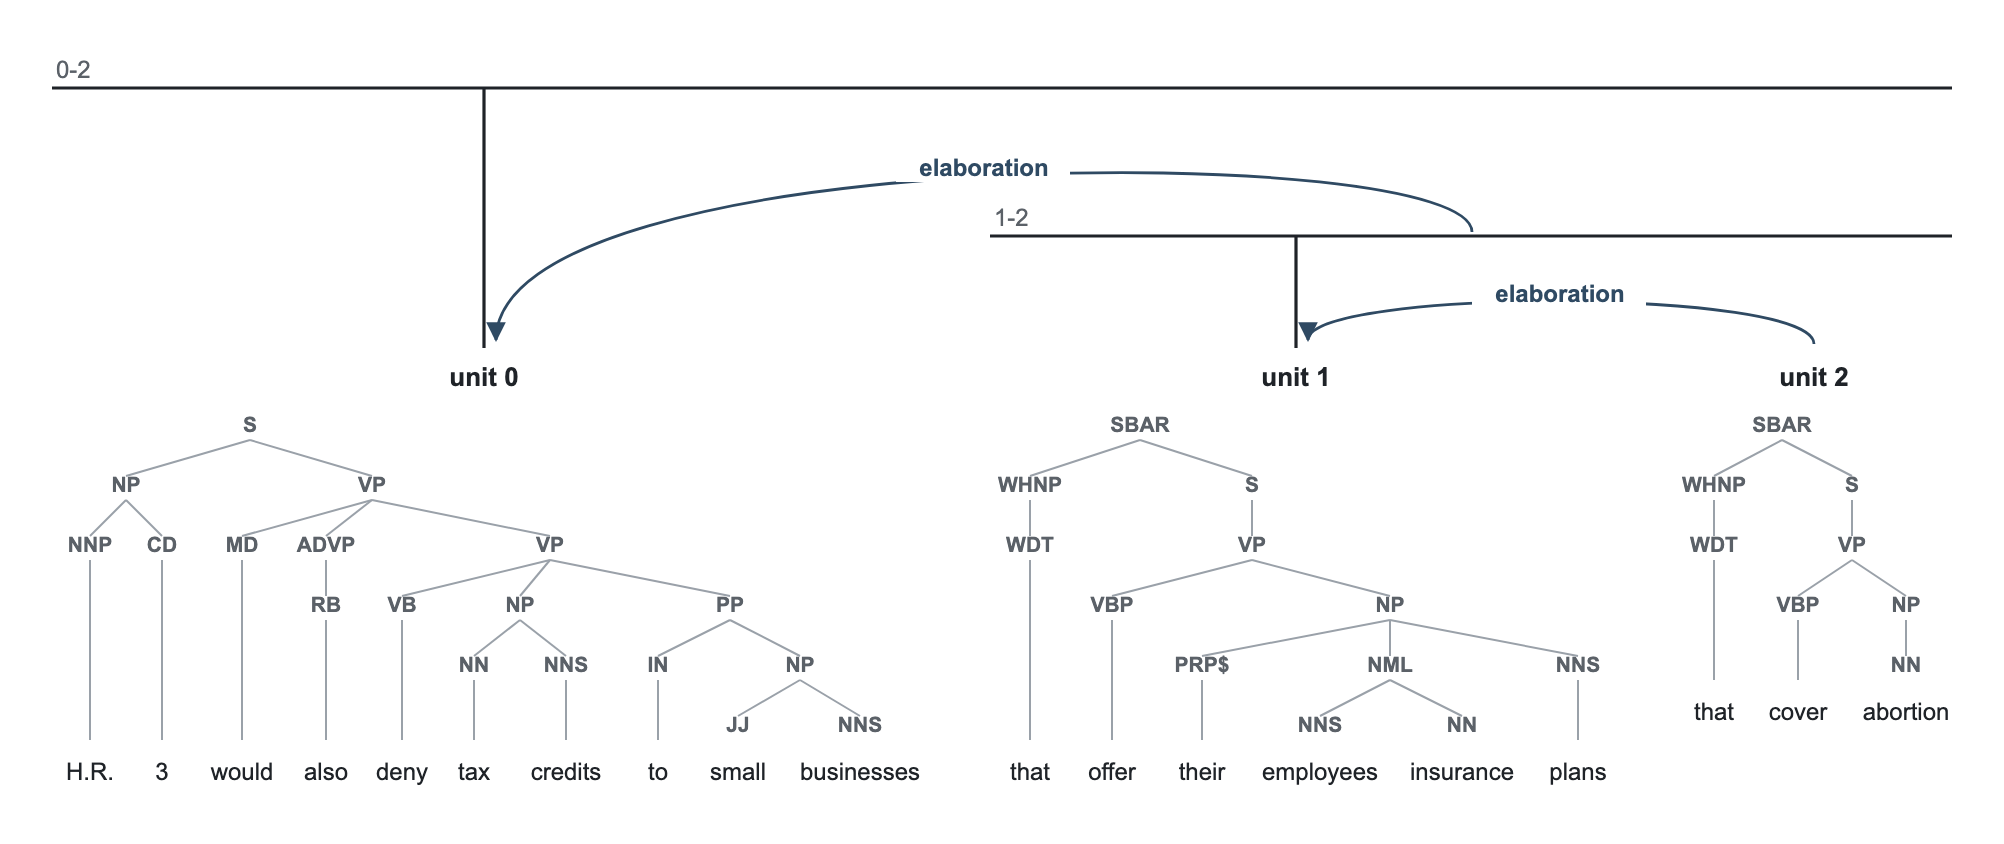 0-2
elaboration
1-2
elaboration
unit 0 unit 1 unit 2
S SBAR SBAR
NP VP WHNP S WHNP S
NNP CD MD ADVP VP WDT VP WDT VP
RB VB NP PP VBP NP VBP NP
NN NNS IN NP PRP$ NML NNS NN
that cover abortion
JJ NNS NNS NN
H.R. 3 would also deny tax credits to small businesses that offer their employees insurance plans